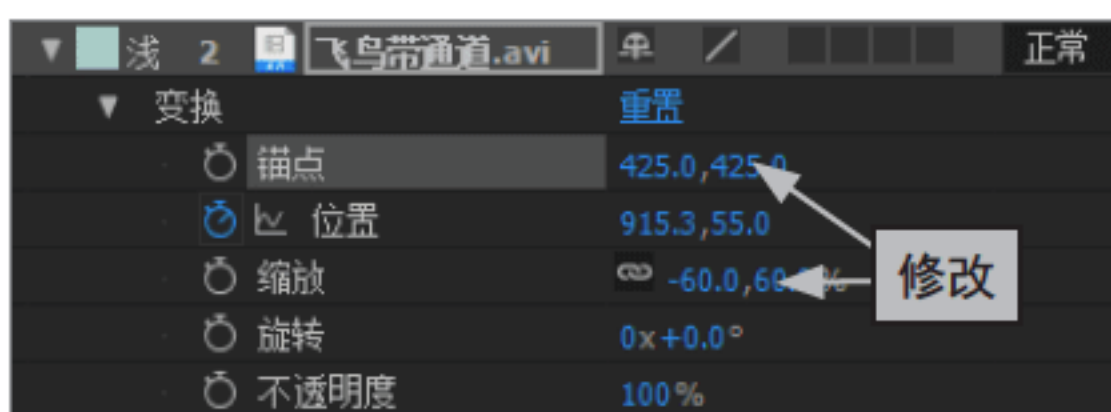 浅 2 飞鸟带通道.avi 正常
变换 重置
锚点 425.0,425.0
位置 915.3,55.0
缩放 -60.0,60.0%
修改
旋转 0x+0.0°
不透明度 100%